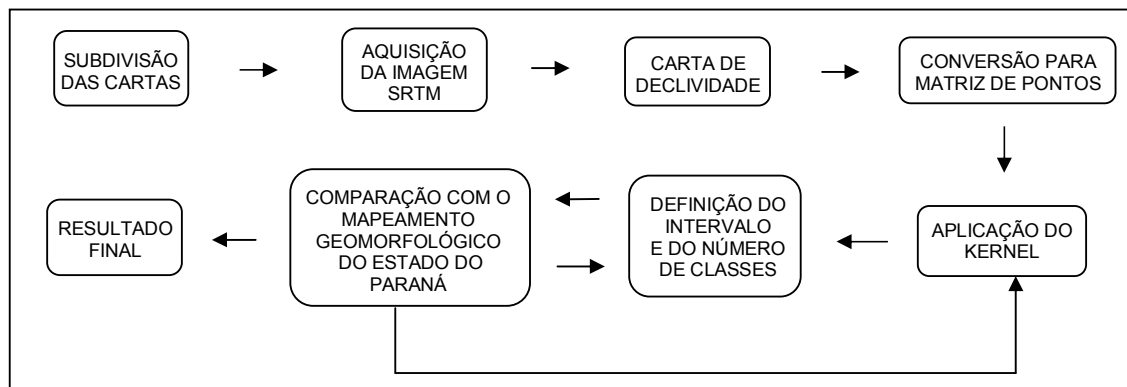 SUBDIVISÃO
DAS CARTAS
AQUISIÇÃO
DA IMAGEM
SRTM
CARTA DE
DECLIVIDADE
CONVERSÃO PARA
MATRIZ DE PONTOS
APLICAÇÃO DO
KERNEL
DEFINIÇÃO DO
INTERVALO
E DO NÚMERO
DE CLASSES
COMPARAÇÃO COM O
MAPEAMENTO
GEOMORFOLÓGICO
DO ESTADO DO
PARANÁ
RESULTADO
FINAL